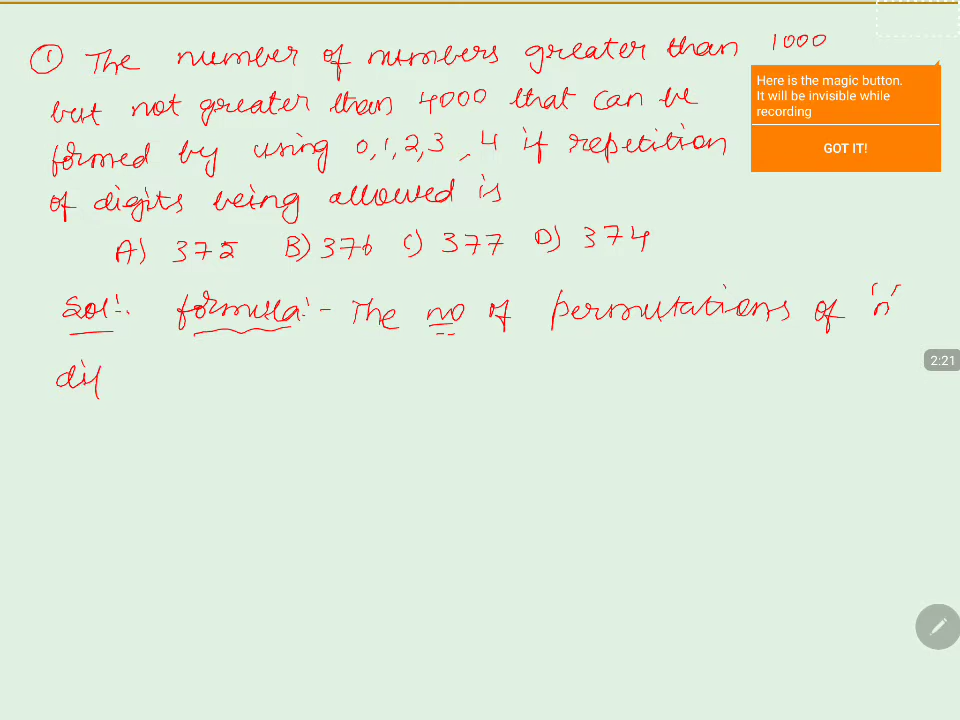 ① The number of numbers greater than 1000
but not greater than 4000 that can be
formed by using 0,1,2,3,4 if repetition
of digits being allowed is
A) 375 B) 376 C) 377 D) 374
Sol:. formula:- The no of permutations of 'n'
dif
Here is the magic button.
It will be invisible while
recording
GOT IT!
2:21